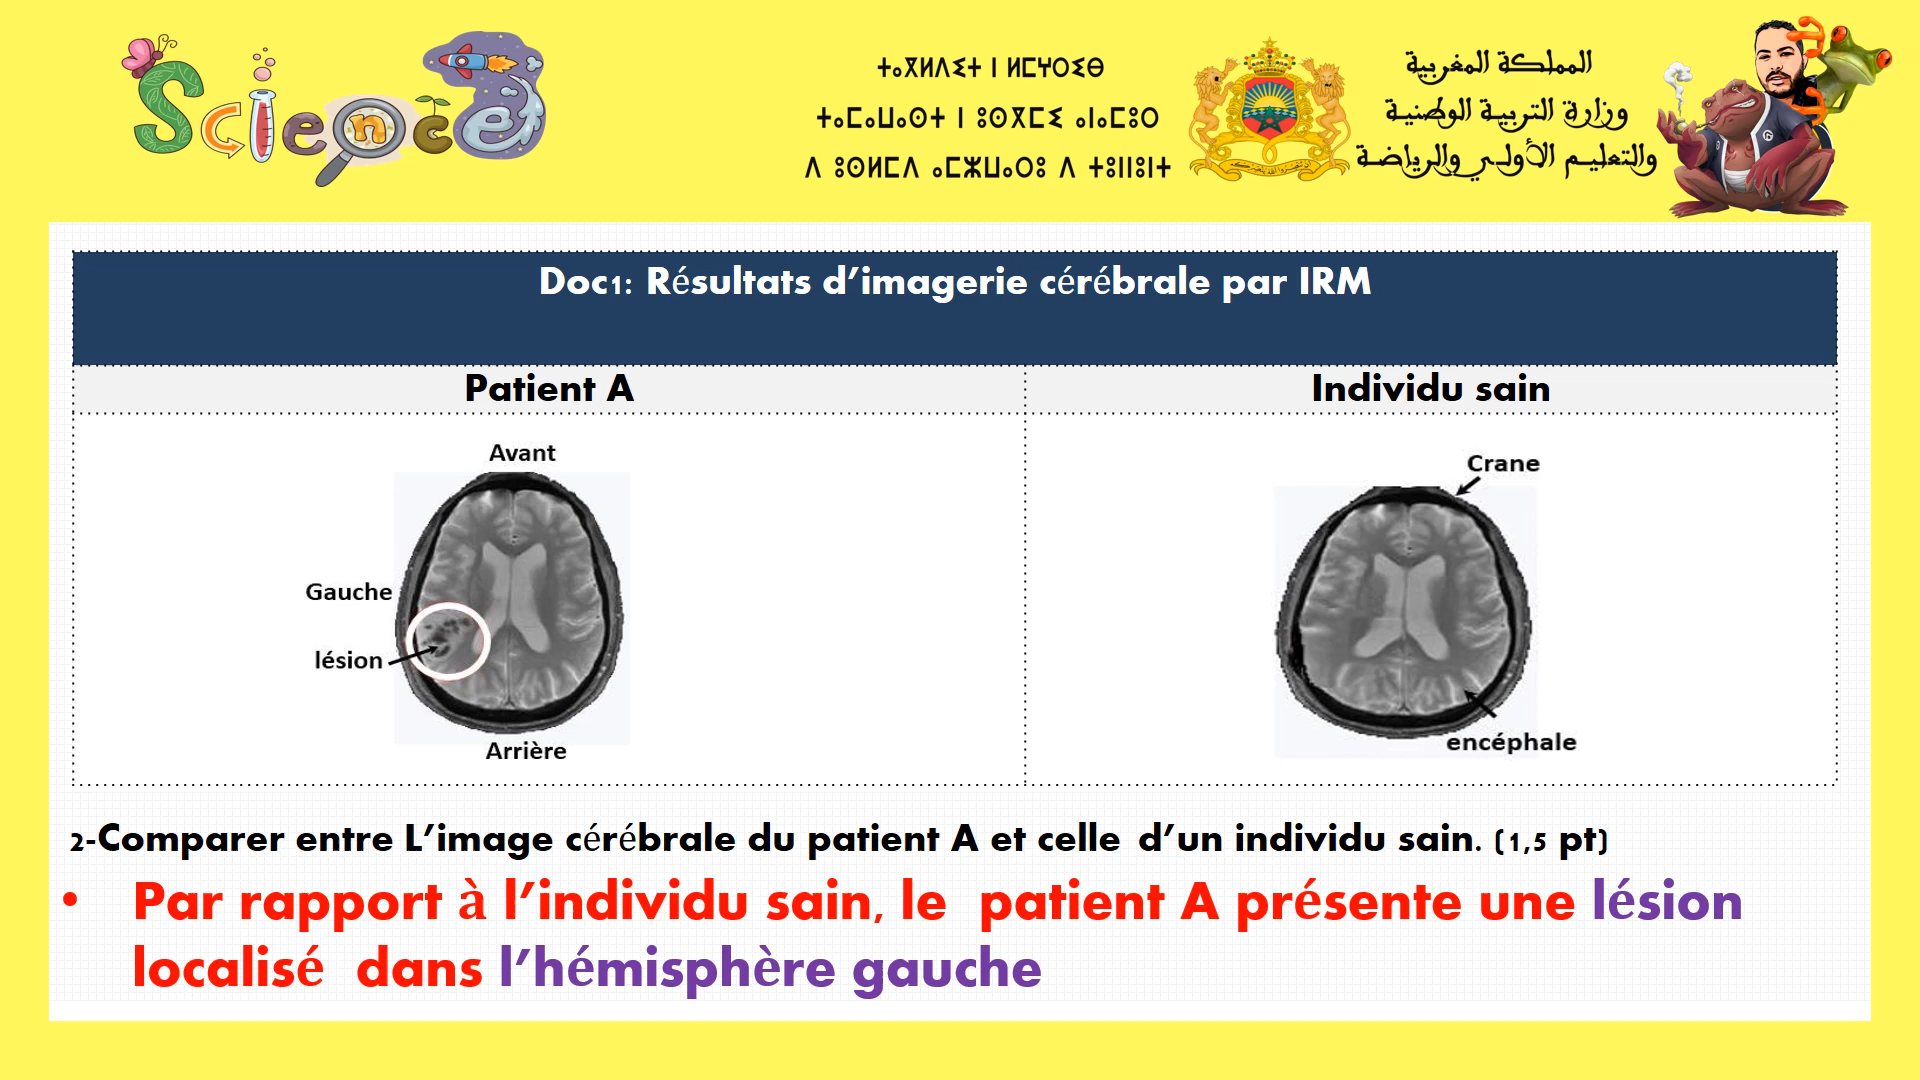 Science
ⵜⴰⴳⵍⴷⵉⵜ ⵏ ⵍⵎⵖⵔⵉⴱ
ⵜⴰⵎⴰⵡⴰⵙⵜ ⵏ ⵓⵙⴳⵎⵉ ⴰⵏⴰⵎⵓⵔ
ⴷ ⵓⵙⵍⵎⴷ ⴰⵎⵣⵡⴰⵔⵓ ⴷ ⵜⵓⵏⵏⵓⵏⵜ
المملكة المغربية
وزارة التربية الوطنية
والتعليم الأولي والرياضة
Doc1: Résultats d’imagerie cérébrale par IRM
Patient A
Individu sain
Avant
Crane
Gauche
lésion
Arrière
encéphale
2-Comparer entre L’image cérébrale du patient A et celle d’un individu sain. (1,5 pt)
• Par rapport à l’individu sain, le patient A présente une lésion
localisé dans l’hémisphère gauche